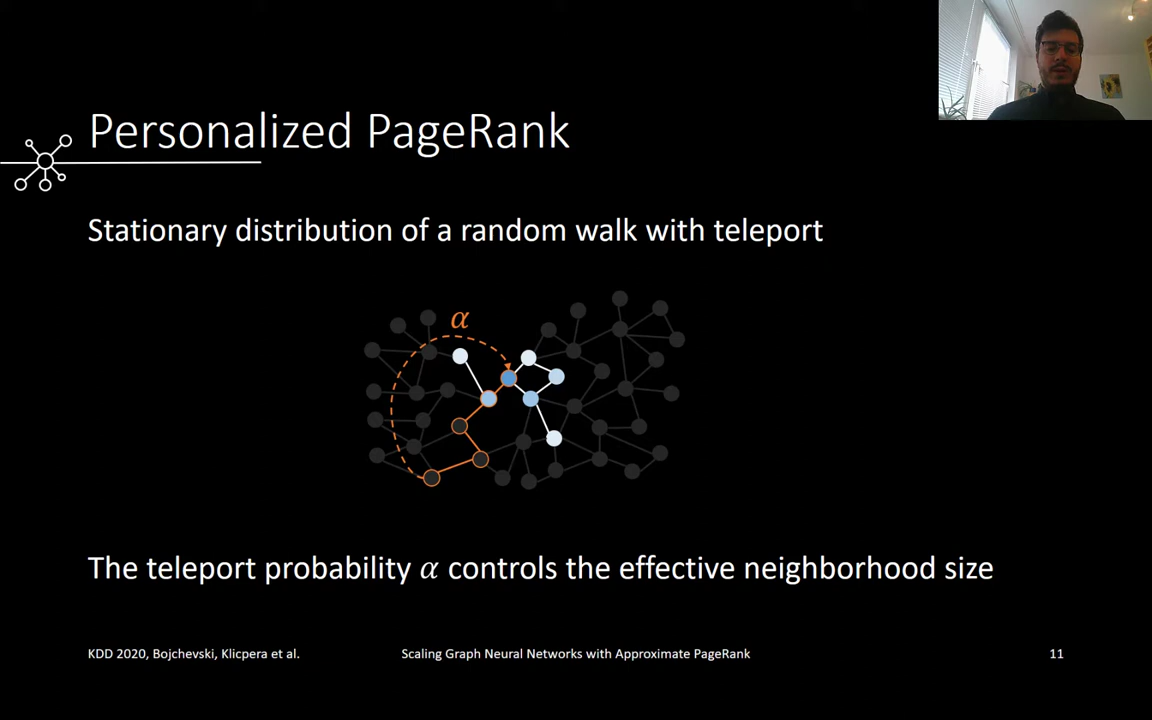 Personalized PageRank
Stationary distribution of a random walk with teleport
α
The teleport probability α controls the effective neighborhood size
KDD 2020, Bojchevski, Klicpera et al.
Scaling Graph Neural Networks with Approximate PageRank
11